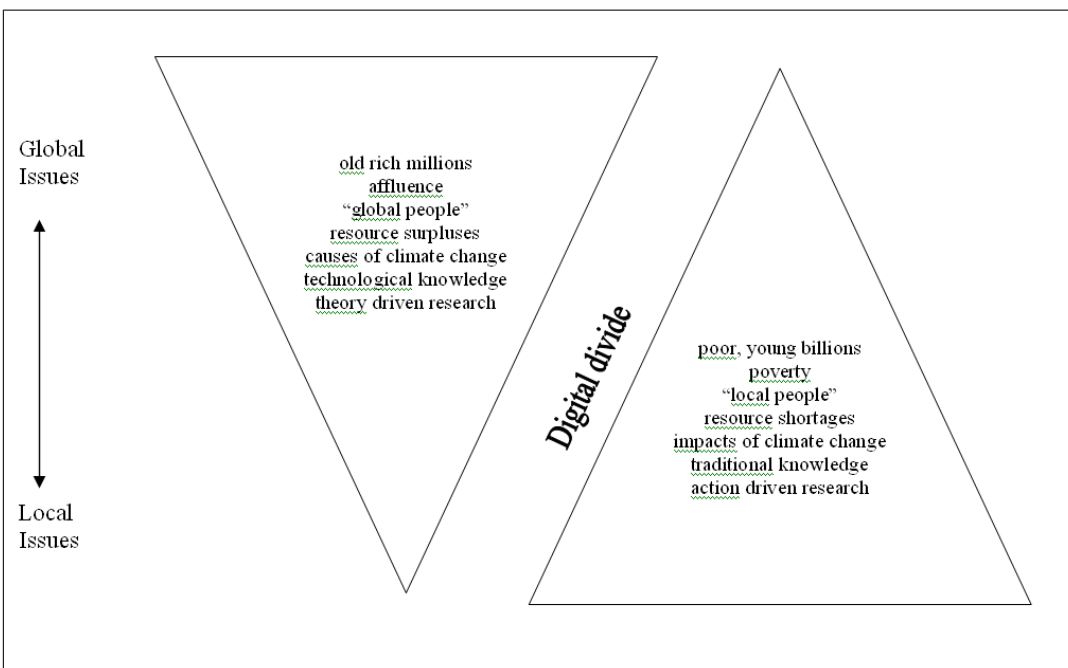 Global
Issues
old rich millions
affluence
“global people”
resource surpluses
causes of climate change
technological knowledge
theory driven research
Digital divide
poor, young billions
poverty
“local people”
resource shortages
impacts of climate change
traditional knowledge
action driven research
Local
Issues